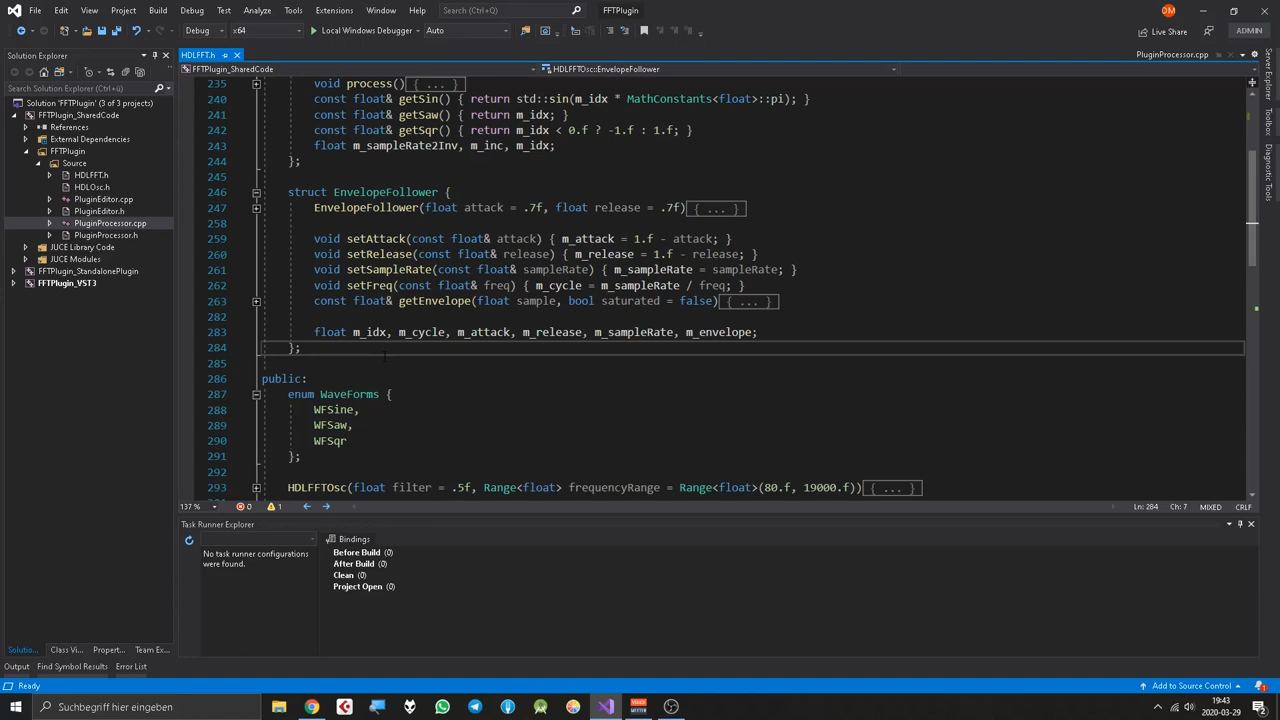 File Edit View Project Build Debug Test Analyze Tools Extensions Window Help Search (Ctrl+Q) FFTPlugin DM
Debug x64 Local Windows Debugger Auto Live Share ADMIN
Solution Explorer
Search Solution Explorer (Ctrl+ü)
Solution 'FFTPlugin' (3 of 3 projects)
FFTPlugin_SharedCode
References
External Dependencies
FFTPlugin
Source
HDLFFT.h
HDLOsc.h
PluginEditor.cpp
PluginEditor.h
PluginProcessor.cpp
PluginProcessor.h
JUCE Library Code
JUCE Modules
FFTPlugin_StandalonePlugin
FFTPlugin_VST3
Solutio... Class Vi... Propert... Team Ex...
HDLFFT.h PluginProcessor.cpp
FFTPlugin_SharedCode HDLFFTOsc::EnvelopeFollower
235 void process(){ ... }
240 const float& getSin() { return std::sin(m_idx * MathConstants<float>::pi); }
241 const float& getSaw() { return m_idx; }
242 const float& getSqr() { return m_idx < 0.f ? -1.f : 1.f; }
243 float m_sampleRate2Inv, m_inc, m_idx;
244 };
245
246 struct EnvelopeFollower {
247 EnvelopeFollower(float attack = .7f, float release = .7f){ ... }
258
259 void setAttack(const float& attack) { m_attack = 1.f - attack; }
260 void setRelease(const float& release) { m_release = 1.f - release; }
261 void setSampleRate(const float& sampleRate) { m_sampleRate = sampleRate; }
262 void setFreq(const float& freq) { m_cycle = m_sampleRate / freq; }
263 const float& getEnvelope(float sample, bool saturated = false){ ... }
282
283 float m_idx, m_cycle, m_attack, m_release, m_sampleRate, m_envelope;
284 };
285
286 public:
287 enum WaveForms {
288 WFSine,
289 WFSaw,
290 WFSqr
291 };
292
293 HDLFFTOsc(float filter = .5f, Range<float> frequencyRange = Range<float>(80.f, 19000.f)){ ... }
137 % 0 1 Ln: 284 Ch: 7 MIXED CRLF
Server Explorer
Toolbox
Diagnostic Tools
Task Runner Explorer
No task runner configurations
were found.
Bindings
Before Build (0)
After Build (0)
Clean (0)
Project Open (0)
Output Find Symbol Results Error List
Ready Add to Source Control 1
Suchbegriff hier eingeben 19:43
2020-03-29 2